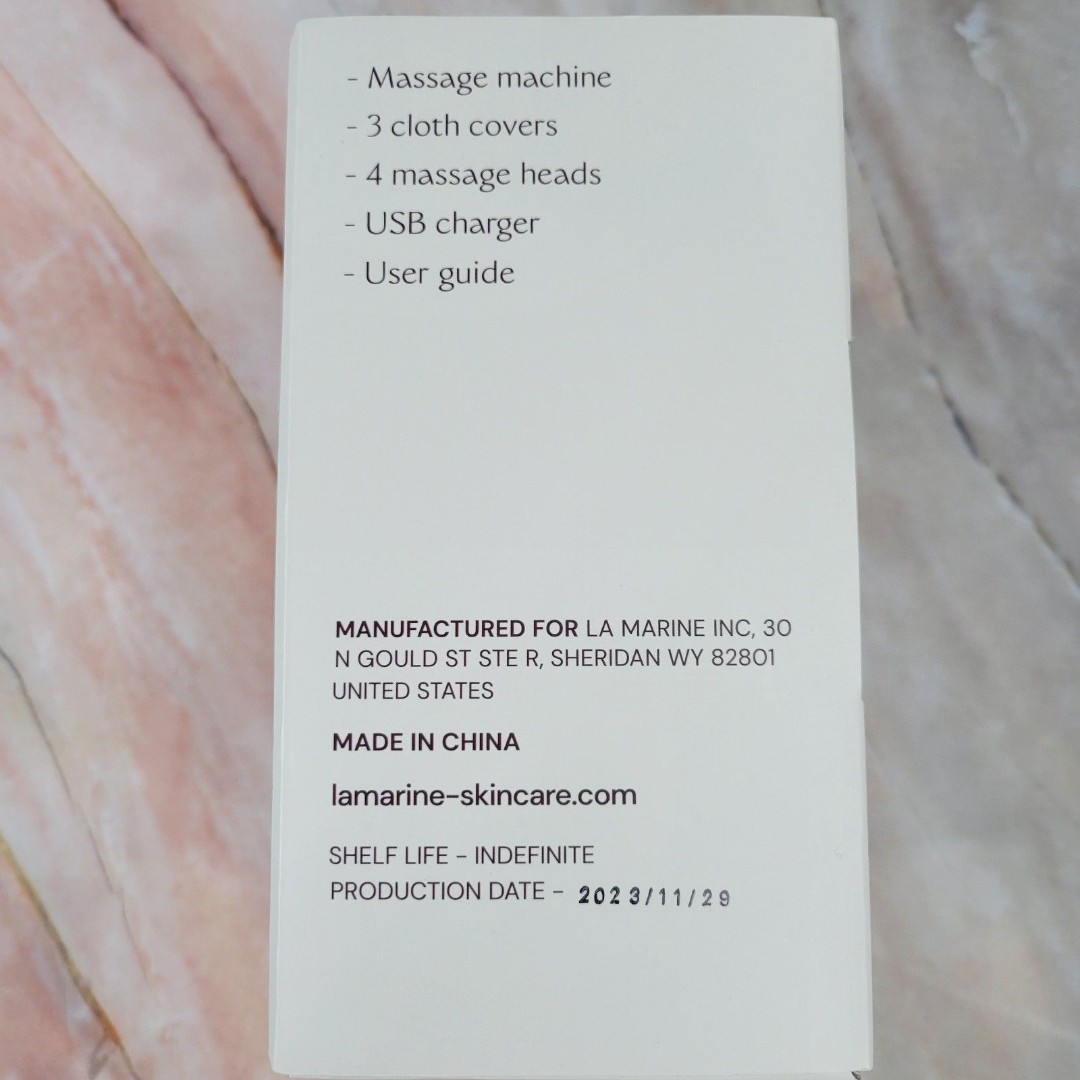 - Massage machine
- 3 cloth covers
- 4 massage heads
- USB charger
- User guide
MANUFACTURED FOR LA MARINE INC, 30
N GOULD ST STE R, SHERIDAN WY 82801
UNITED STATES
MADE IN CHINA
lamarine-skincare.com
SHELF LIFE - INDEFINITE
PRODUCTION DATE - 2023/11/29